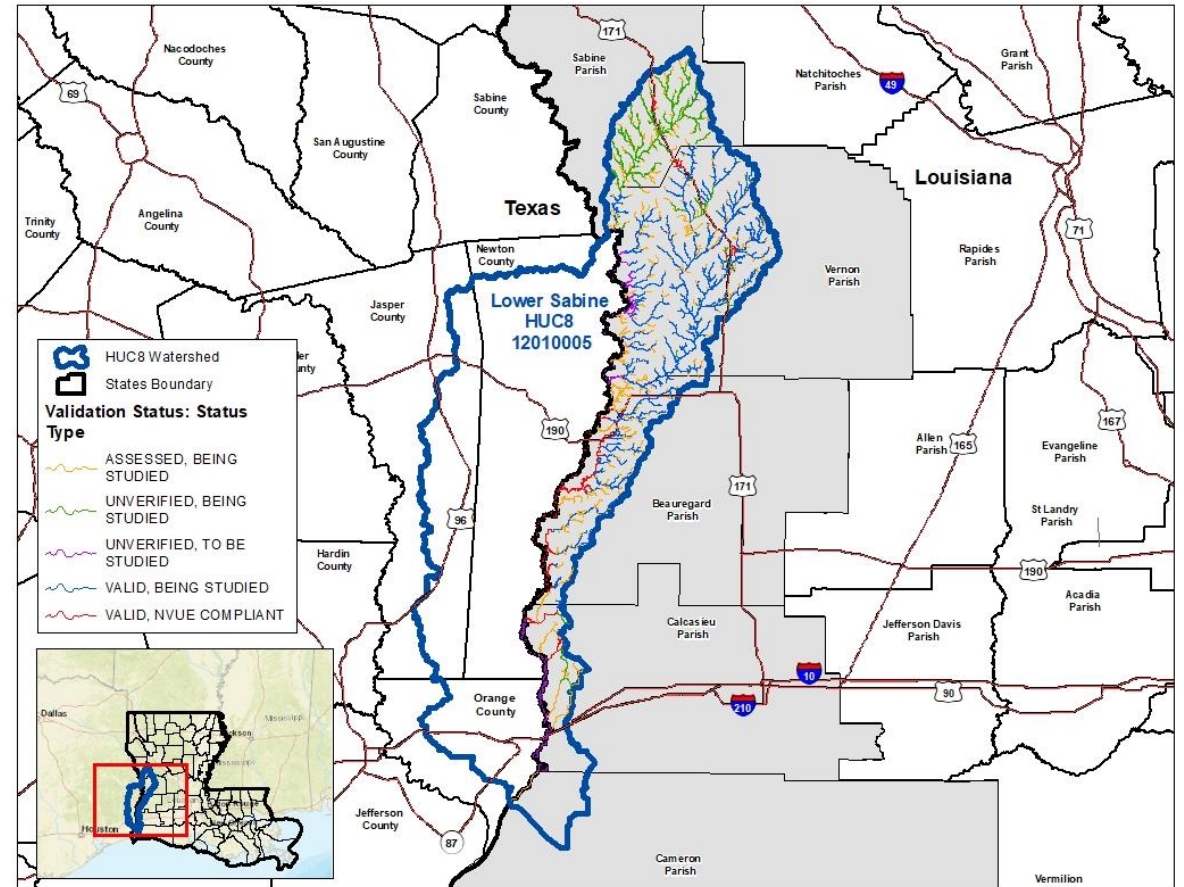 171
Nacodoches
County
Sabine
Parish
Grant
Parish
Natchitoches
Parish
49
69
Sabine
County
San Augustine
County
Louisiana
Texas
Angelina
County
Trinity
County
71
Newton
County
Rapides
Parish
Vernon
Parish
Jasper
County
Lower Sabine
HUC8
12010005
HUC8 Watershed
States Boundary
Validation Status: Status
Type
ASSESSED, BEING
STUDIED
UNVERIFIED, BEING
STUDIED
UNVERIFIED, TO BE
STUDIED
VALID, BEING STUDIED
VALID, NVUE COMPLIANT
190
Allen
Parish
165
167
Evangeline
Parish
171
96
Beauregard
Parish
St Landry
Parish
Hardin
County
190
Acadia
Parish
Calcasieu
Parish
Jefferson Davis
Parish
10
90
210
Orange
County
Dallas
Mississippi
Houston
Jefferson
County
87
Cameron
Parish
Vermilion